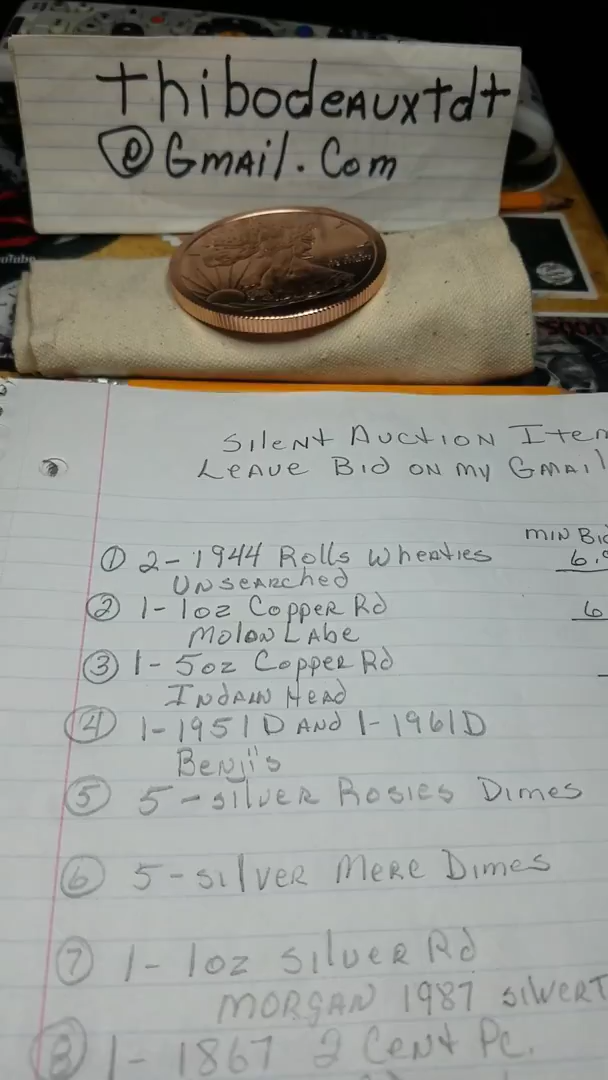 thibodeauxtdt
@Gmail.Com
Silent Auction Item
Leave Bid on my Gmail
min Bid
① 2-1944 Rolls Wheaties
Unsearched
② 1-1oz Copper Rd
6
Molon Labe
③ 1-5oz Copper Rd
Indain Head
④ 1-1951D and 1-1961D
Benji's
⑤ 5-silver Rosies Dimes
⑥ 5-silver Mere Dimes
⑦ 1-1oz silver Rd
Morgan 1987 silverT
⑧ 1-1867 2 Cent Pc.